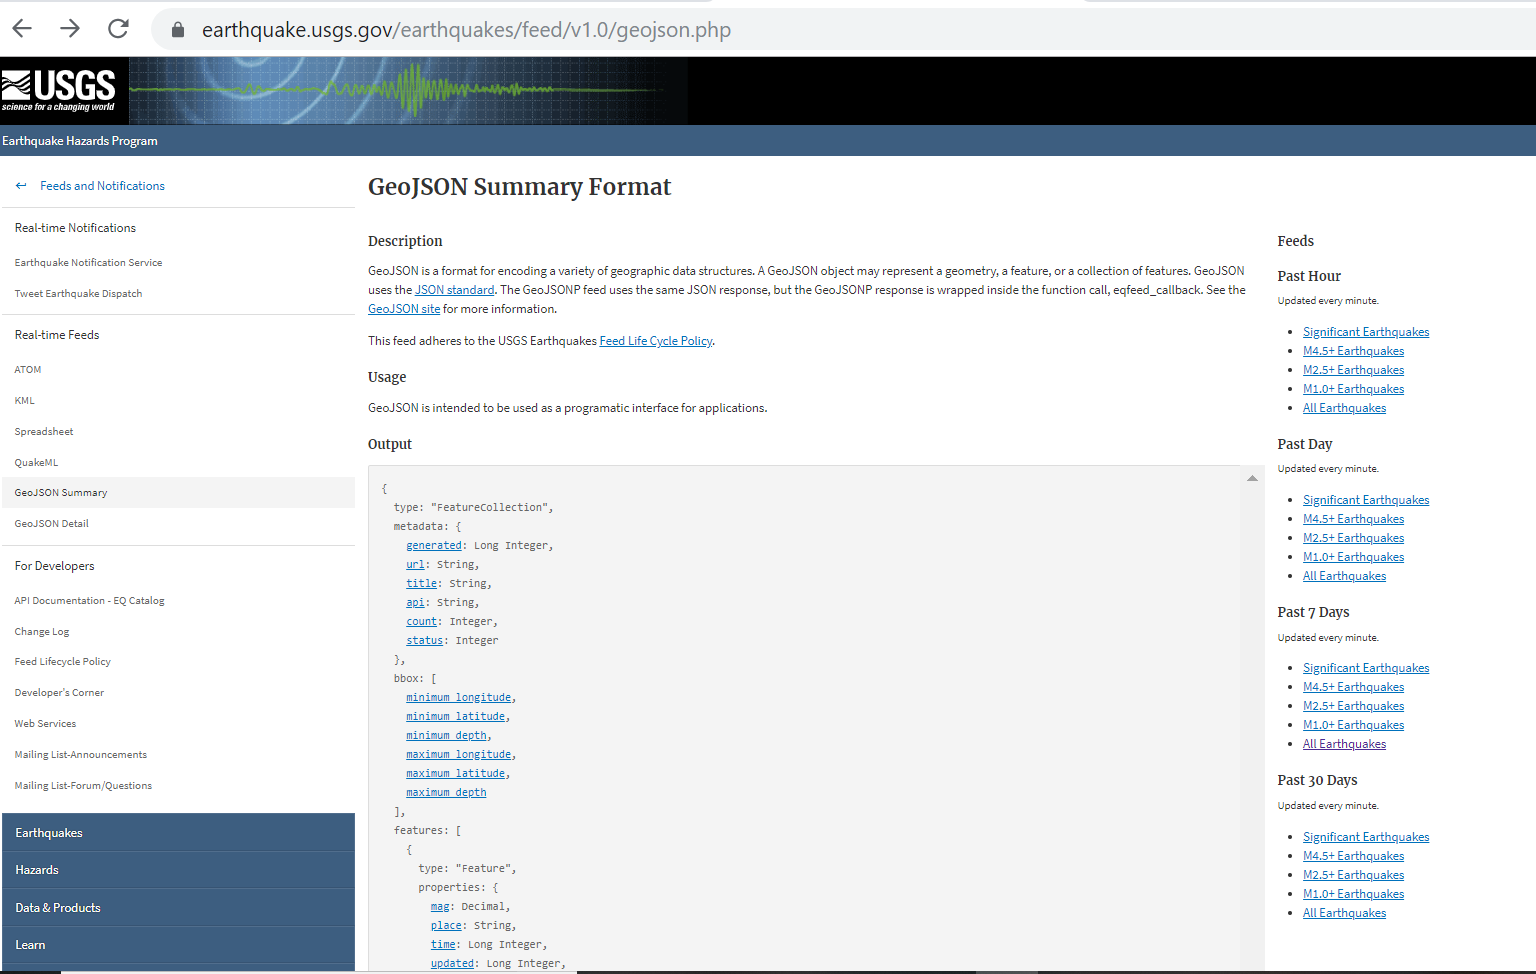 earthquake.usgs.gov/earthquakes/feed/v1.0/geojson.php
USGS
science for a changing world
Earthquake Hazards Program
Feeds and Notifications
Real-time Notifications
Earthquake Notification Service
Tweet Earthquake Dispatch
Real-time Feeds
ATOM
KML
Spreadsheet
QuakeML
GeoJSON Summary
GeoJSON Detail
For Developers
API Documentation - EQ Catalog
Change Log
Feed Lifecycle Policy
Developer's Corner
Web Services
Mailing List-Announcements
Mailing List-Forum/Questions
Earthquakes
Hazards
Data & Products
Learn
GeoJSON Summary Format
Description
GeoJSON is a format for encoding a variety of geographic data structures. A GeoJSON object may represent a geometry, a feature, or a collection of features. GeoJSON
uses the JSON standard. The GeoJSONP feed uses the same JSON response, but the GeoJSONP response is wrapped inside the function call, eqfeed_callback. See the
GeoJSON site for more information.
This feed adheres to the USGS Earthquakes Feed Life Cycle Policy.
Usage
GeoJSON is intended to be used as a programatic interface for applications.
Output
{
type: "FeatureCollection",
metadata: {
generated: Long Integer,
url: String,
title: String,
api: String,
count: Integer,
status: Integer
},
bbox: [
minimum longitude,
minimum latitude,
minimum depth,
maximum longitude,
maximum latitude,
maximum depth
],
features: [
{
type: "Feature",
properties: {
mag: Decimal,
place: String,
time: Long Integer,
updated: Long Integer,
Feeds
Past Hour
Updated every minute.
• Significant Earthquakes
• M4.5+ Earthquakes
• M2.5+ Earthquakes
• M1.0+ Earthquakes
• All Earthquakes
Past Day
Updated every minute.
• Significant Earthquakes
• M4.5+ Earthquakes
• M2.5+ Earthquakes
• M1.0+ Earthquakes
• All Earthquakes
Past 7 Days
Updated every minute.
• Significant Earthquakes
• M4.5+ Earthquakes
• M2.5+ Earthquakes
• M1.0+ Earthquakes
• All Earthquakes
Past 30 Days
Updated every minute.
• Significant Earthquakes
• M4.5+ Earthquakes
• M2.5+ Earthquakes
• M1.0+ Earthquakes
• All Earthquakes